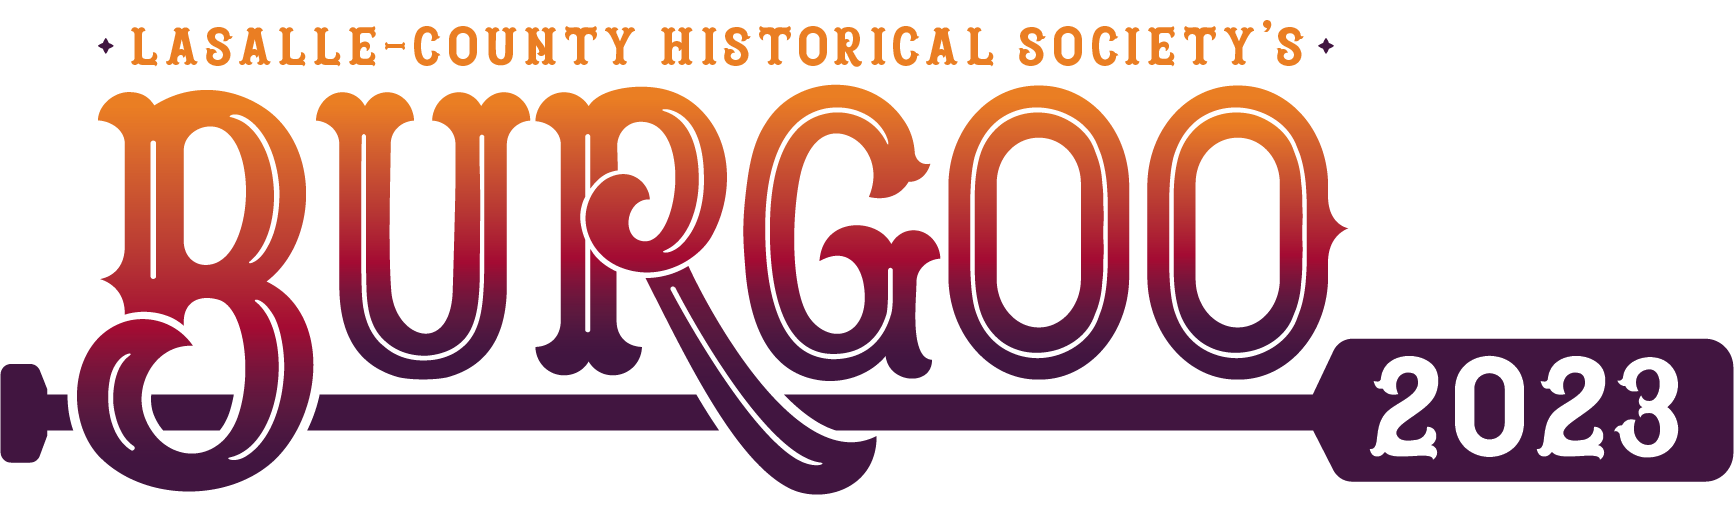 LASALLE-COUNTY HISTORICAL SOCIETY'S
BURGOO
2023